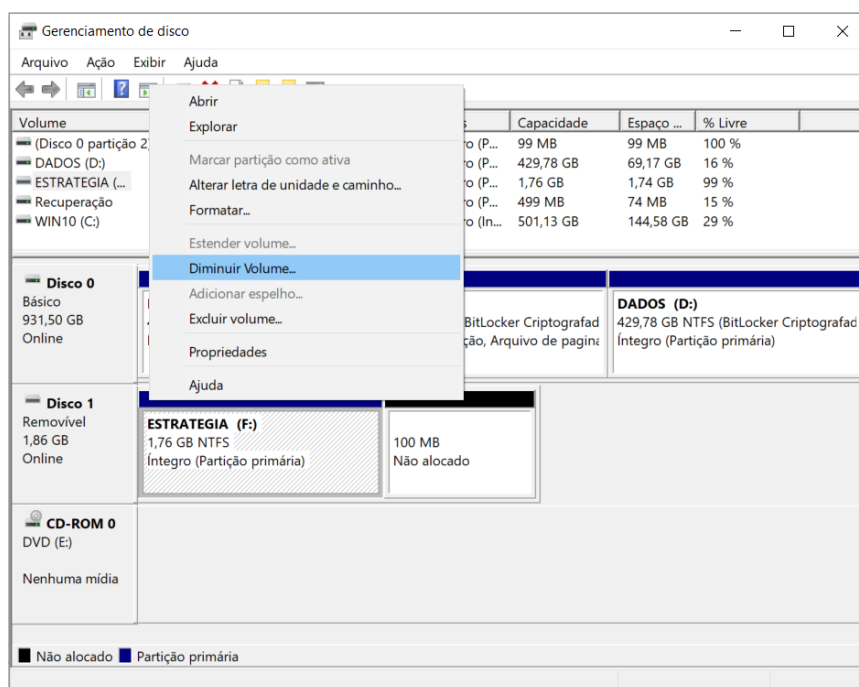 Gerenciamento de disco
Arquivo Ação Exibir Ajuda
Volume Capacidade Espaço ... % Livre
(Disco 0 partição 2) ro (P... 99 MB 99 MB 100 %
DADOS (D:) ro (P... 429,78 GB 69,17 GB 16 %
ESTRATEGIA (... ro (P... 1,76 GB 1,74 GB 99 %
Recuperação ro (P... 499 MB 74 MB 15 %
WIN10 (C:) ro (In... 501,13 GB 144,58 GB 29 %
Abrir
Explorar
Marcar partição como ativa
Alterar letra de unidade e caminho...
Formatar...
Estender volume...
Diminuir Volume...
Adicionar espelho...
Excluir volume...
Propriedades
Ajuda
Disco 0
Básico
931,50 GB
Online
BitLocker Criptografad
ção, Arquivo de pagina
DADOS (D:)
429,78 GB NTFS (BitLocker Criptografad
Íntegro (Partição primária)
Disco 1
Removível
1,86 GB
Online
ESTRATEGIA (F:)
1,76 GB NTFS
Íntegro (Partição primária)
100 MB
Não alocado
CD-ROM 0
DVD (E:)
Nenhuma mídia
Não alocado Partição primária